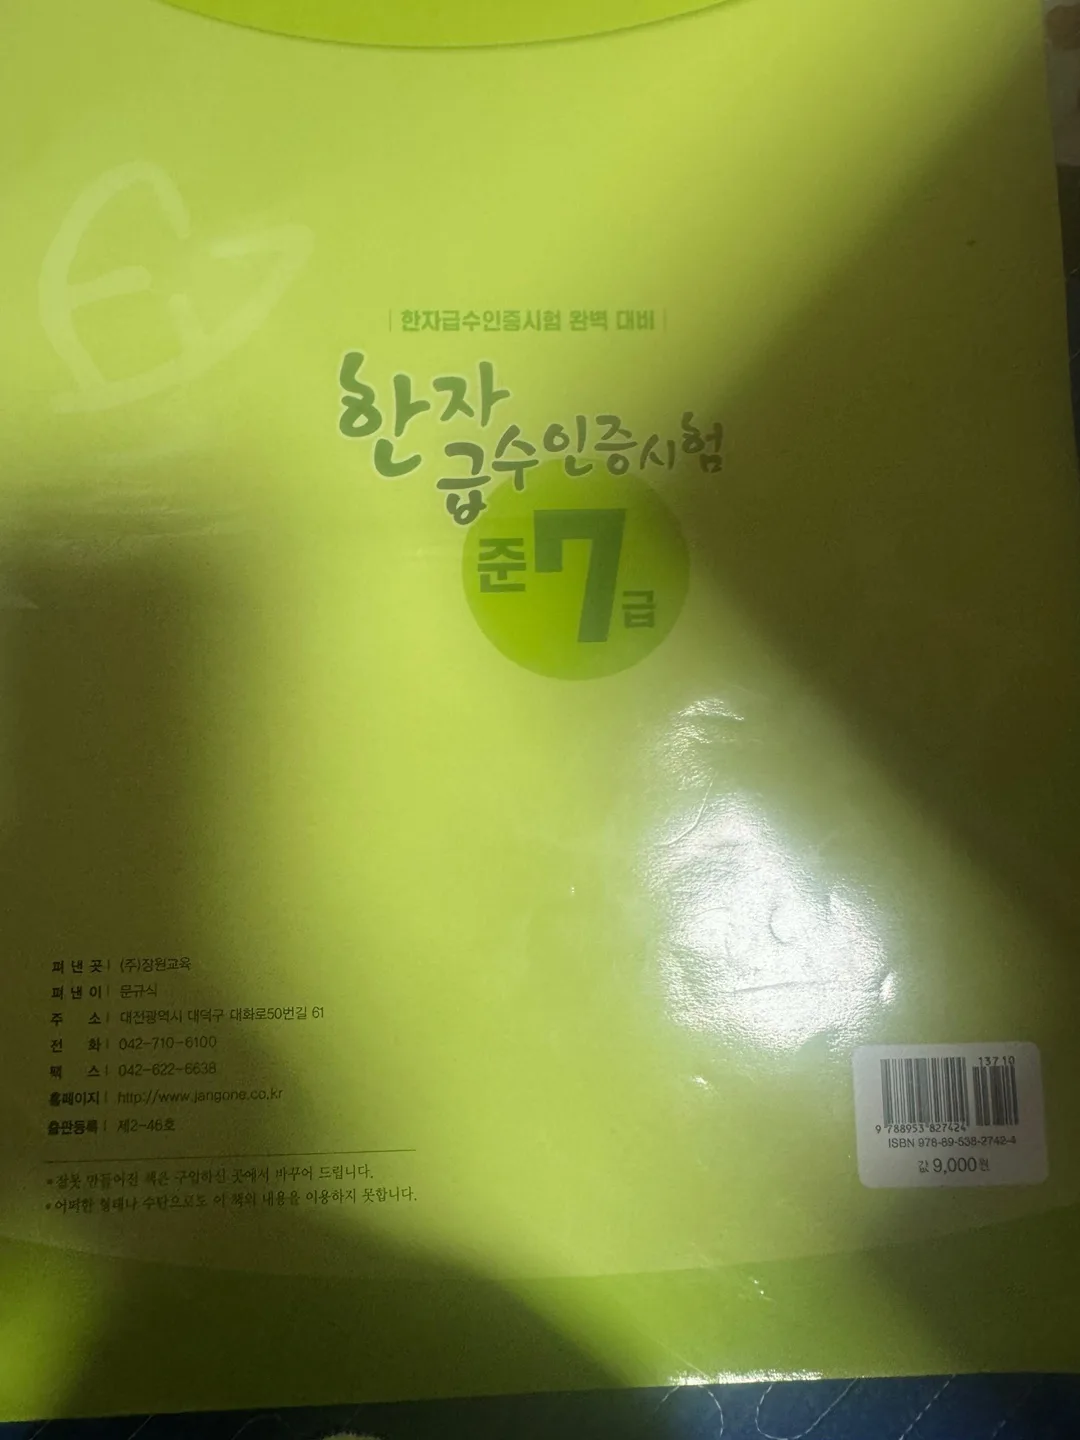 한자급수인증시험 완벽 대비
한자
급수인증시험
준7급
펴 낸 곳 | (주)장원교육
펴 낸 이 | 문규식
주 소 | 대전광역시 대덕구 대화로50번길 61
전 화 | 042-710-6100
팩 스 | 042-622-6638
홈페이지 | http://www.jangone.co.kr
출판등록 | 제2-46호
• 잘못 만들어진 책은 구입하신 곳에서 바꾸어 드립니다.
• 어떠한 형태나 수단으로도 이 책의 내용을 이용하지 못합니다.
13710
9 788953 827424
ISBN 978-89-538-2742-4
값 9,000원